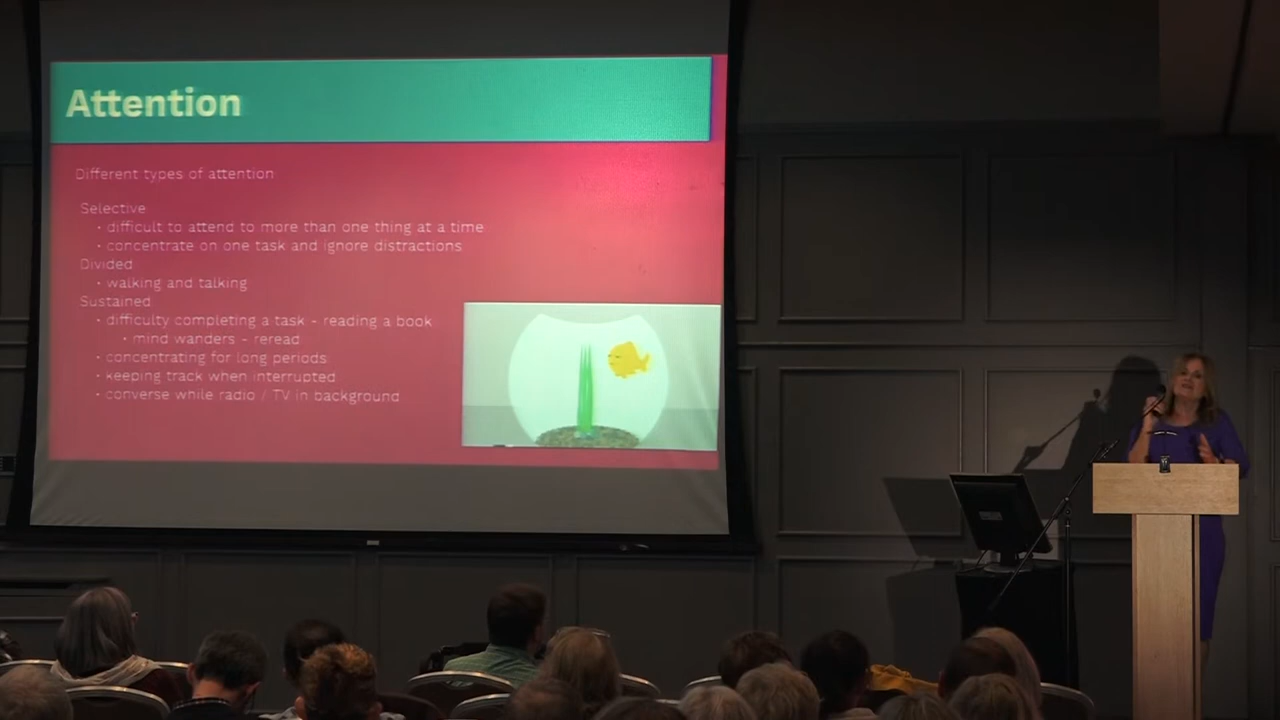 Attention
Different types of attention
Selective
• difficult to attend to more than one thing at a time
• concentrate on one task and ignore distractions
Divided
• walking and talking
Sustained
• difficulty completing a task - reading a book
• mind wanders - reread
• concentrating for long periods
• keeping track when interrupted
• converse while radio / TV in background